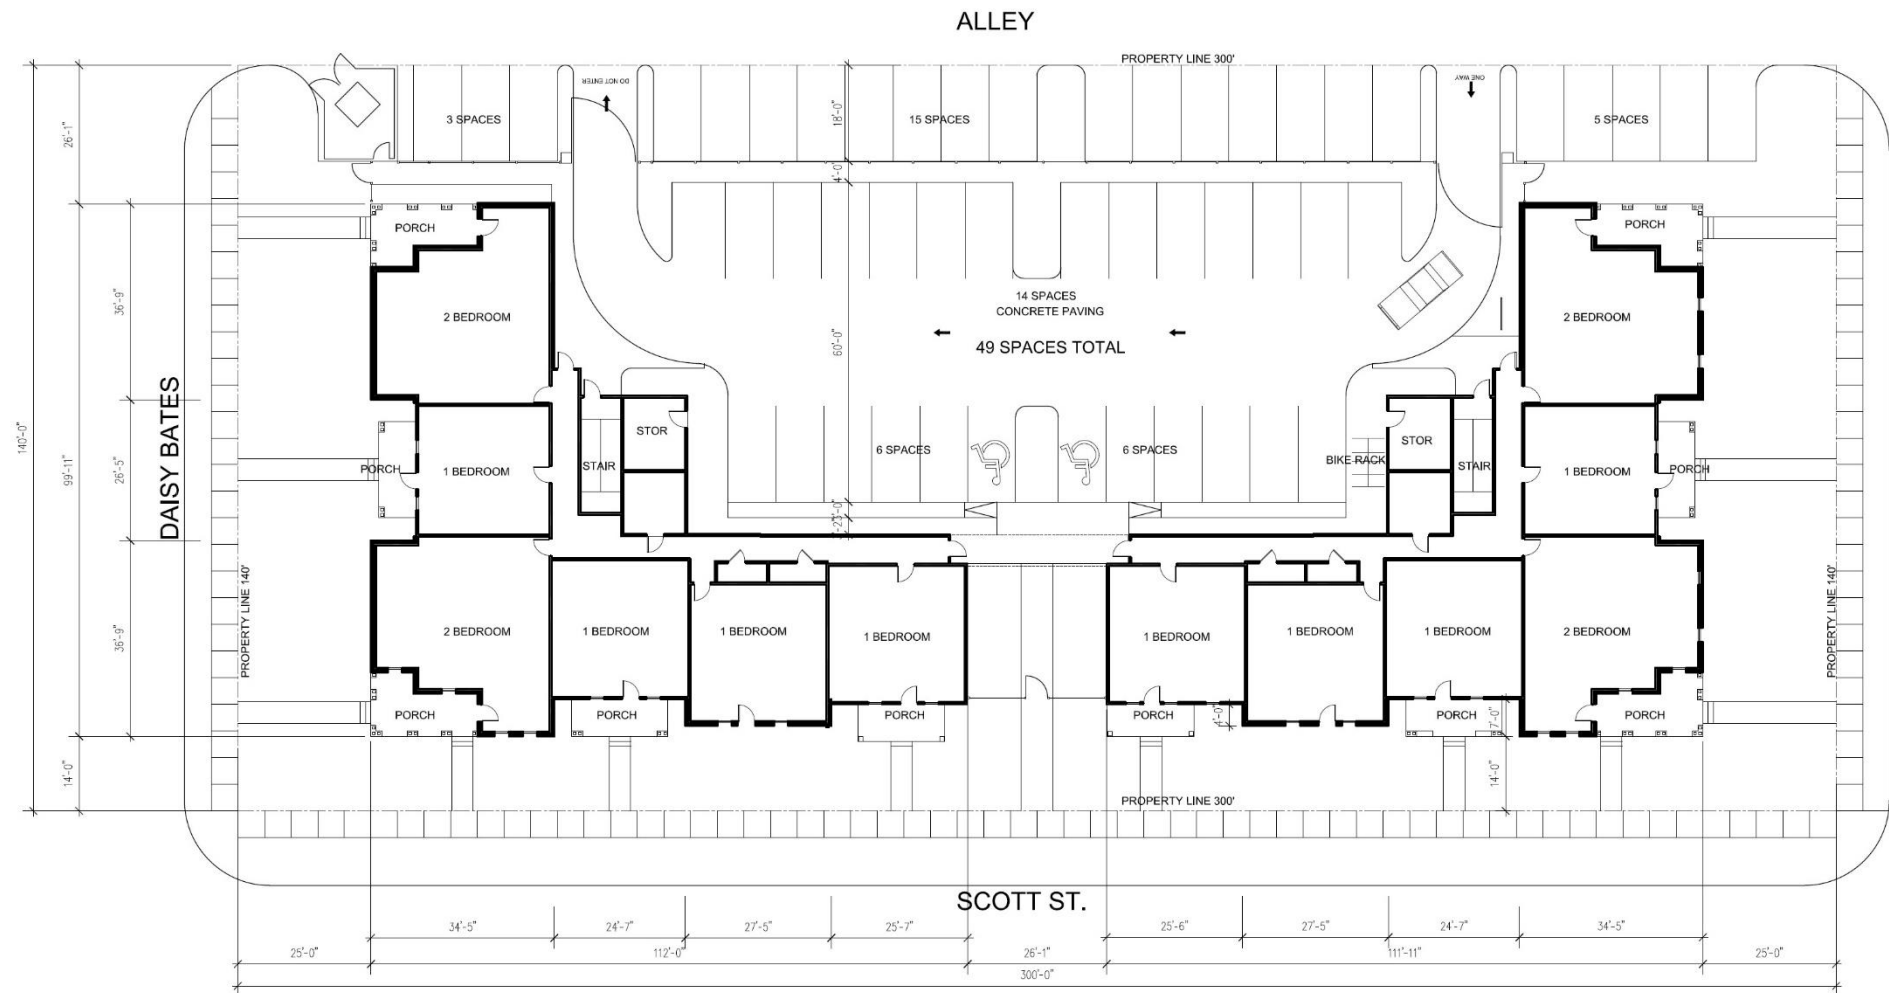 ALLEY
PROPERTY LINE 300'
DO NOT ENTER
ONE WAY
3 SPACES
15 SPACES
5 SPACES
18'-0"
4'-0"
26'-1"
PORCH
PORCH
2 BEDROOM
2 BEDROOM
14 SPACES
CONCRETE PAVING
49 SPACES TOTAL
36'-9"
60'-0"
140'-0"
99'-11"
26'-5"
DAISY BATES
STOR
STAIR
6 SPACES
6 SPACES
STOR
STAIR
BIKE RACK
PORCH
1 BEDROOM
1 BEDROOM
PORCH
PROPERTY LINE 140'
36'-9"
2 BEDROOM
1 BEDROOM
1 BEDROOM
1 BEDROOM
1 BEDROOM
1 BEDROOM
1 BEDROOM
2 BEDROOM
PROPERTY LINE 140'
PORCH
PORCH
PORCH
PORCH
4'-0"
PORCH
7'-0"
PORCH
14'-0"
14'-0"
PROPERTY LINE 300'
SCOTT ST.
34'-5"
24'-7"
27'-5"
25'-7"
25'-6"
27'-5"
24'-7"
34'-5"
25'-0"
112'-0"
26'-1"
111'-11"
25'-0"
300'-0"